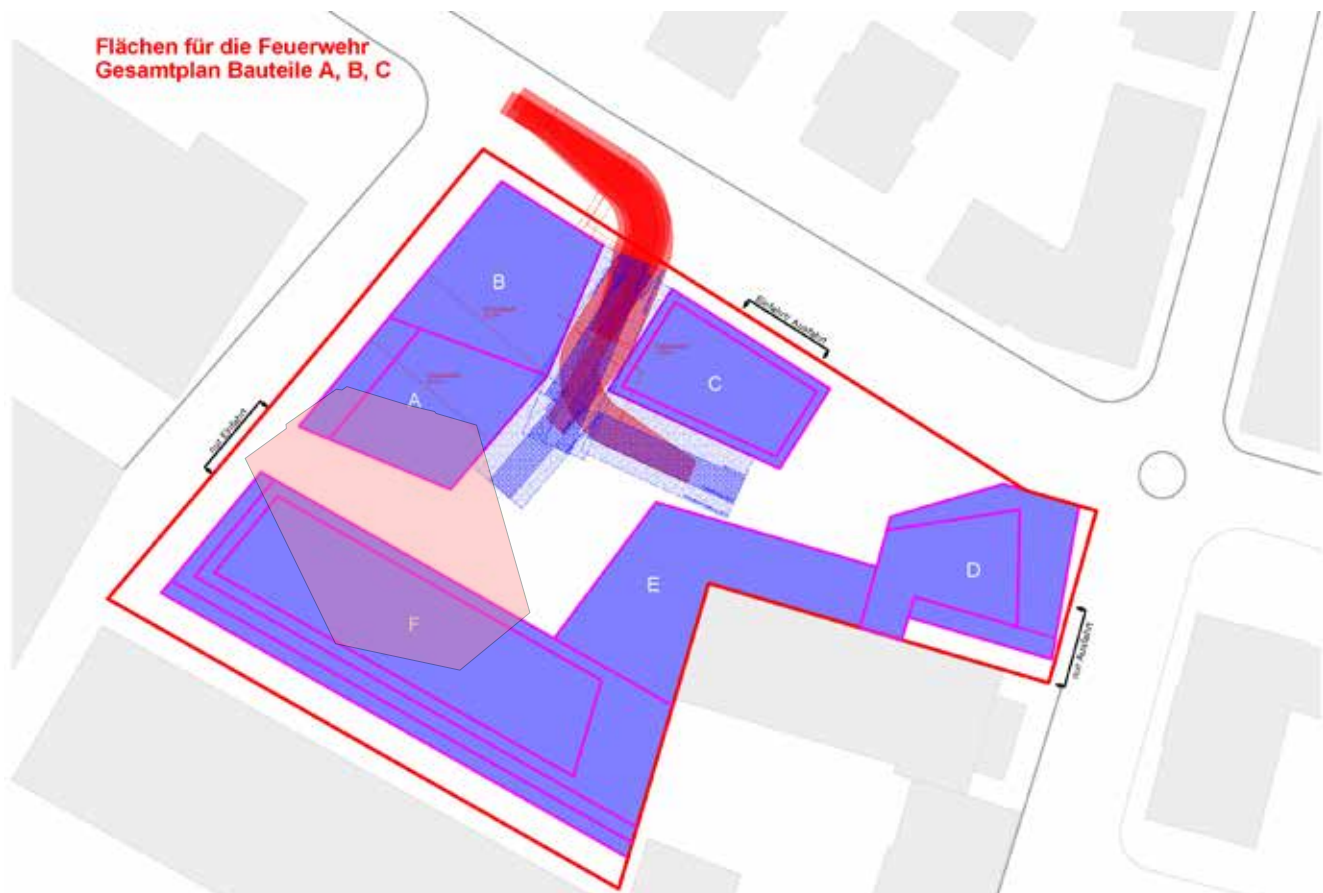 Flächen für die Feuerwehr
Gesamtplan Bauteile A, B, C
B
Einfahrt/ Ausfahrt
C
A
nur Einfahrt
D
E
F
nur Ausfahrt